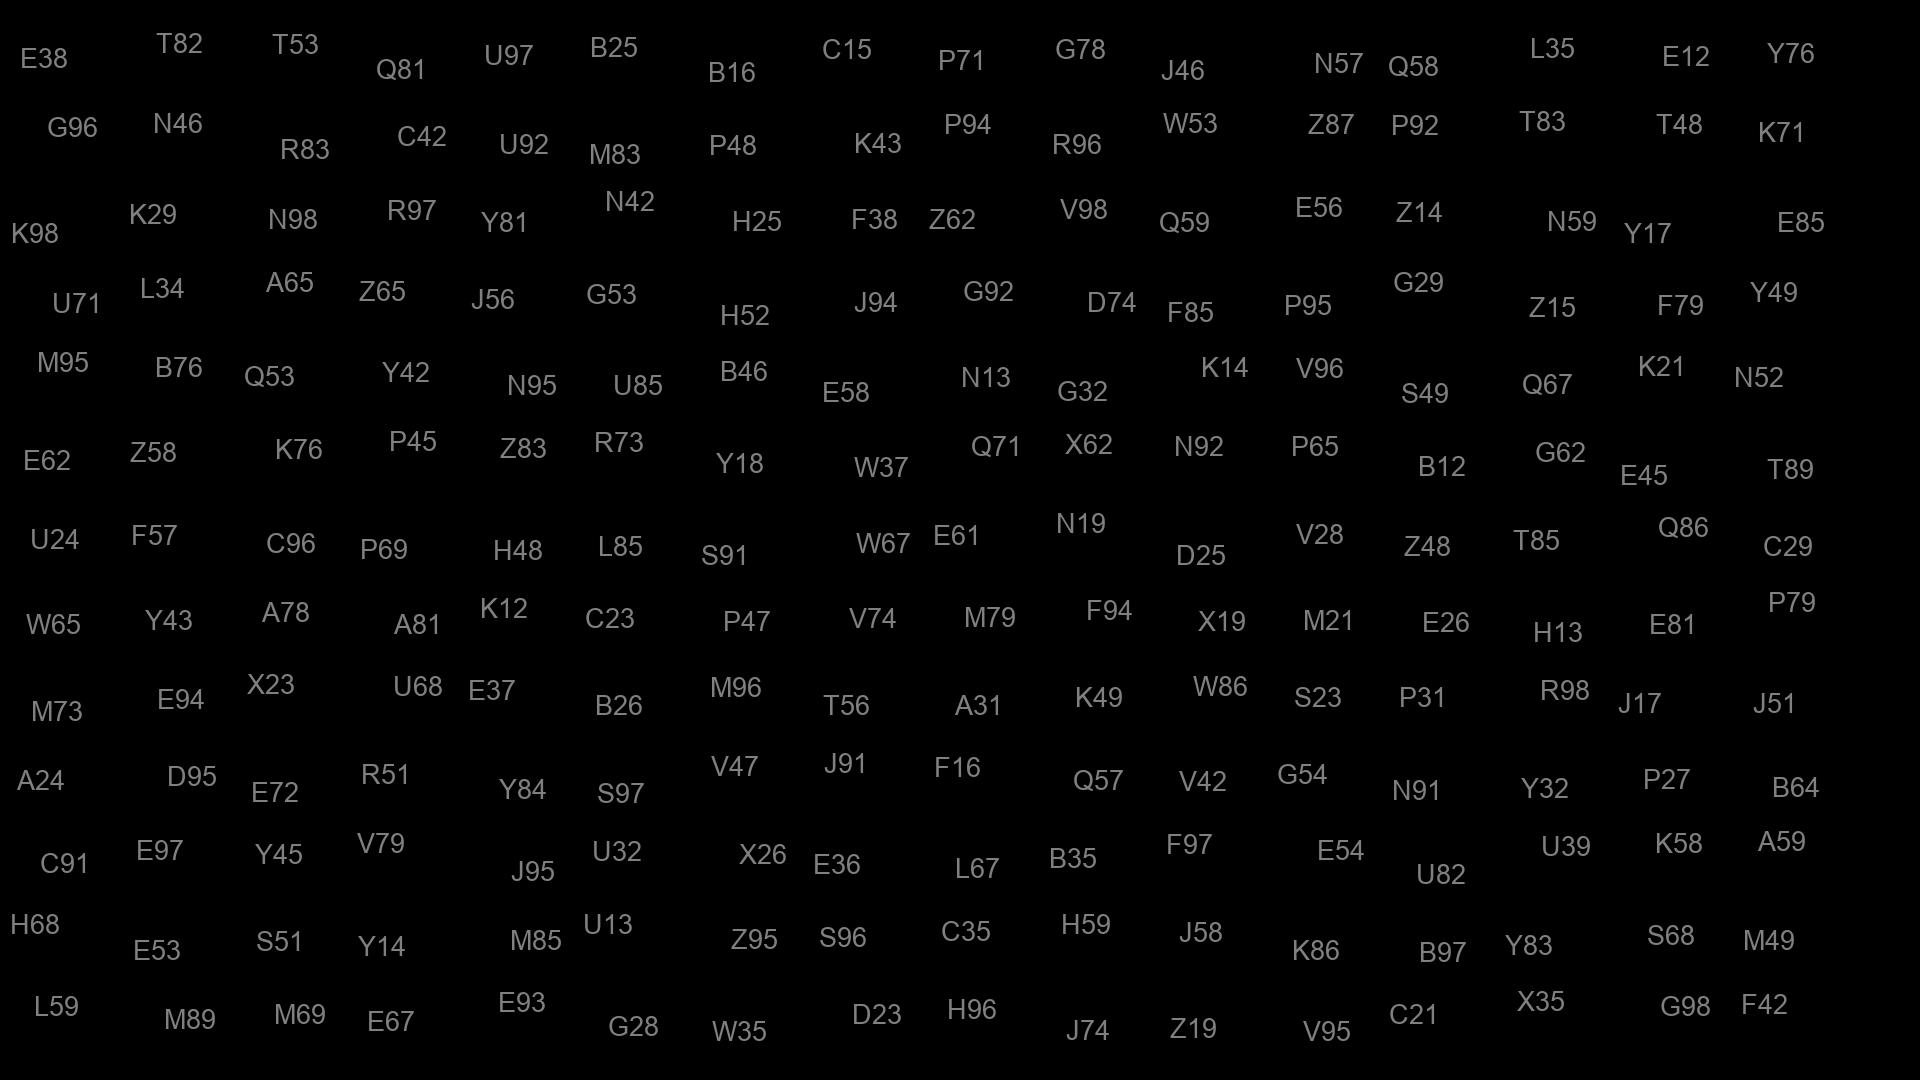 E38 T82 T53 Q81 U97 B25 B16 C15 P71 G78 J46 N57 Q58 L35 E12 Y76
G96 N46 R83 C42 U92 M83 P48 K43 P94 R96 W53 Z87 P92 T83 T48 K71
K98 K29 N98 R97 Y81 N42 H25 F38 Z62 V98 Q59 E56 Z14 N59 Y17 E85
U71 L34 A65 Z65 J56 G53 H52 J94 G92 D74 F85 P95 G29 Z15 F79 Y49
M95 B76 Q53 Y42 N95 U85 B46 E58 N13 G32 K14 V96 S49 Q67 K21 N52
E62 Z58 K76 P45 Z83 R73 Y18 W37 Q71 X62 N92 P65 B12 G62 E45 T89
U24 F57 C96 P69 H48 L85 S91 W67 E61 N19 D25 V28 Z48 T85 Q86 C29
W65 Y43 A78 A81 K12 C23 P47 V74 M79 F94 X19 M21 E26 H13 E81 P79
M73 E94 X23 U68 E37 B26 M96 T56 A31 K49 W86 S23 P31 R98 J17 J51
A24 D95 E72 R51 Y84 S97 V47 J91 F16 Q57 V42 G54 N91 Y32 P27 B64
C91 E97 Y45 V79 J95 U32 X26 E36 L67 B35 F97 E54 U82 U39 K58 A59
H68 E53 S51 Y14 M85 U13 Z95 S96 C35 H59 J58 K86 B97 Y83 S68 M49
L59 M89 M69 E67 E93 G28 W35 D23 H96 J74 Z19 V95 C21 X35 G98 F42